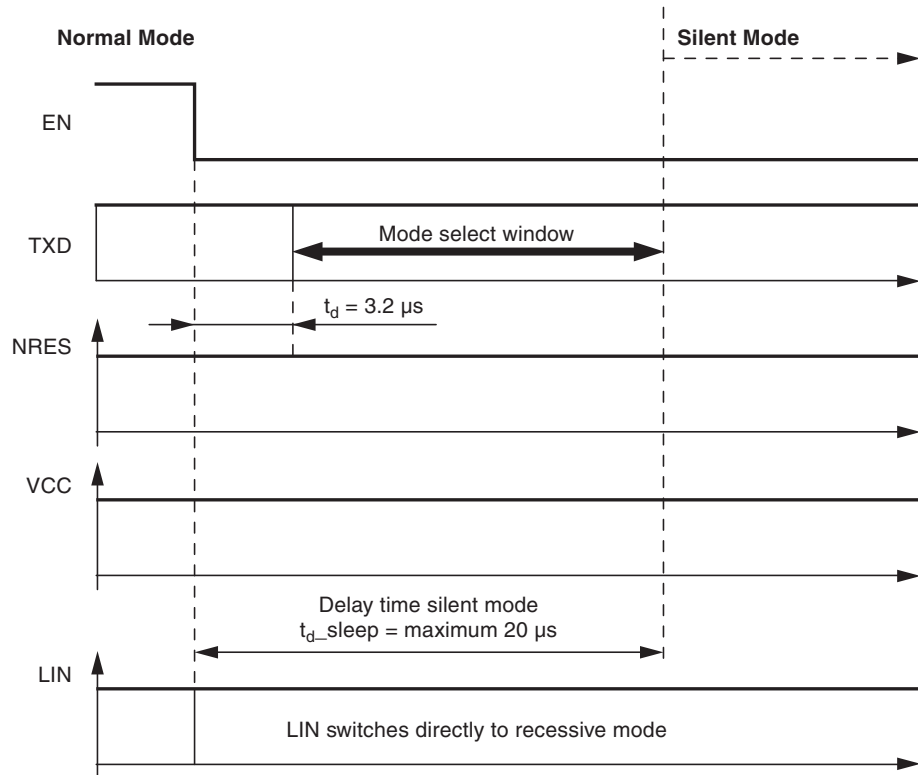 Normal Mode
Silent Mode
EN
TXD
Mode select window
t_d = 3.2 µs
NRES
VCC
Delay time silent mode
t_d_sleep = maximum 20 µs
LIN
LIN switches directly to recessive mode